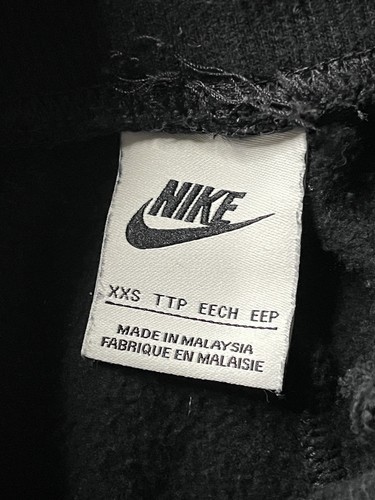 NIKE
XXS TTP EECH EEP
MADE IN MALAYSIA
FABRIQUE EN MALAISIE